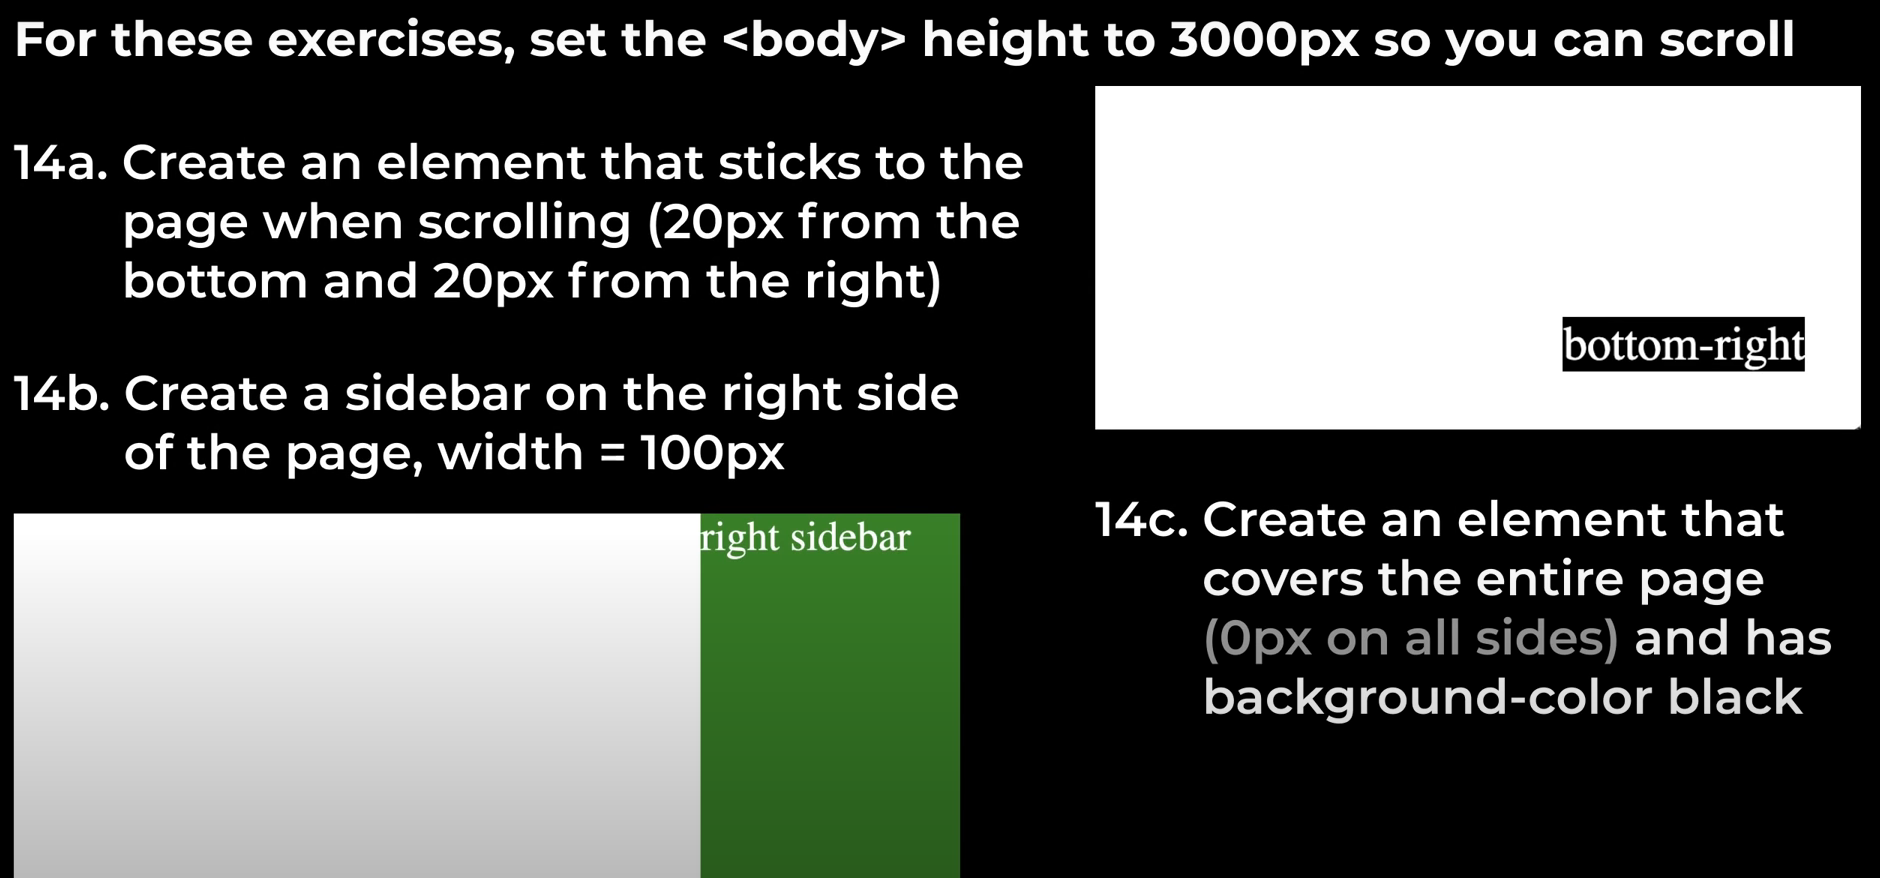 For these exercises, set the <body> height to 3000px so you can scroll
14a. Create an element that sticks to the
page when scrolling (20px from the
bottom and 20px from the right)
bottom-right
14b. Create a sidebar on the right side
of the page, width = 100px
right sidebar
14c. Create an element that
covers the entire page
(0px on all sides) and has
background-color black